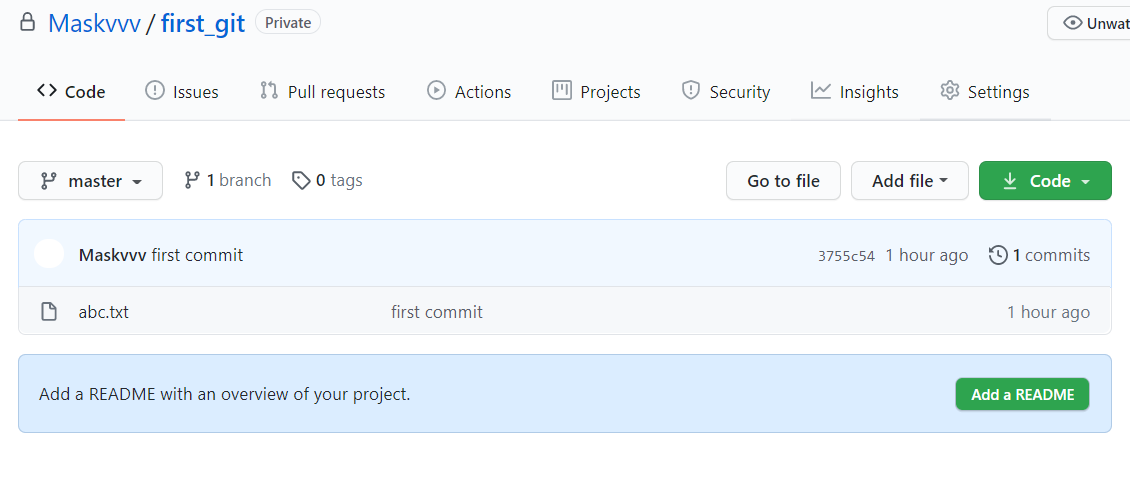 Maskvvv / first_git Private Unwat
Code Issues Pull requests Actions Projects Security Insights Settings
master 1 branch 0 tags Go to file Add file Code
Maskvvv first commit 3755c54 1 hour ago 1 commits
abc.txt first commit 1 hour ago
Add a README with an overview of your project. Add a README